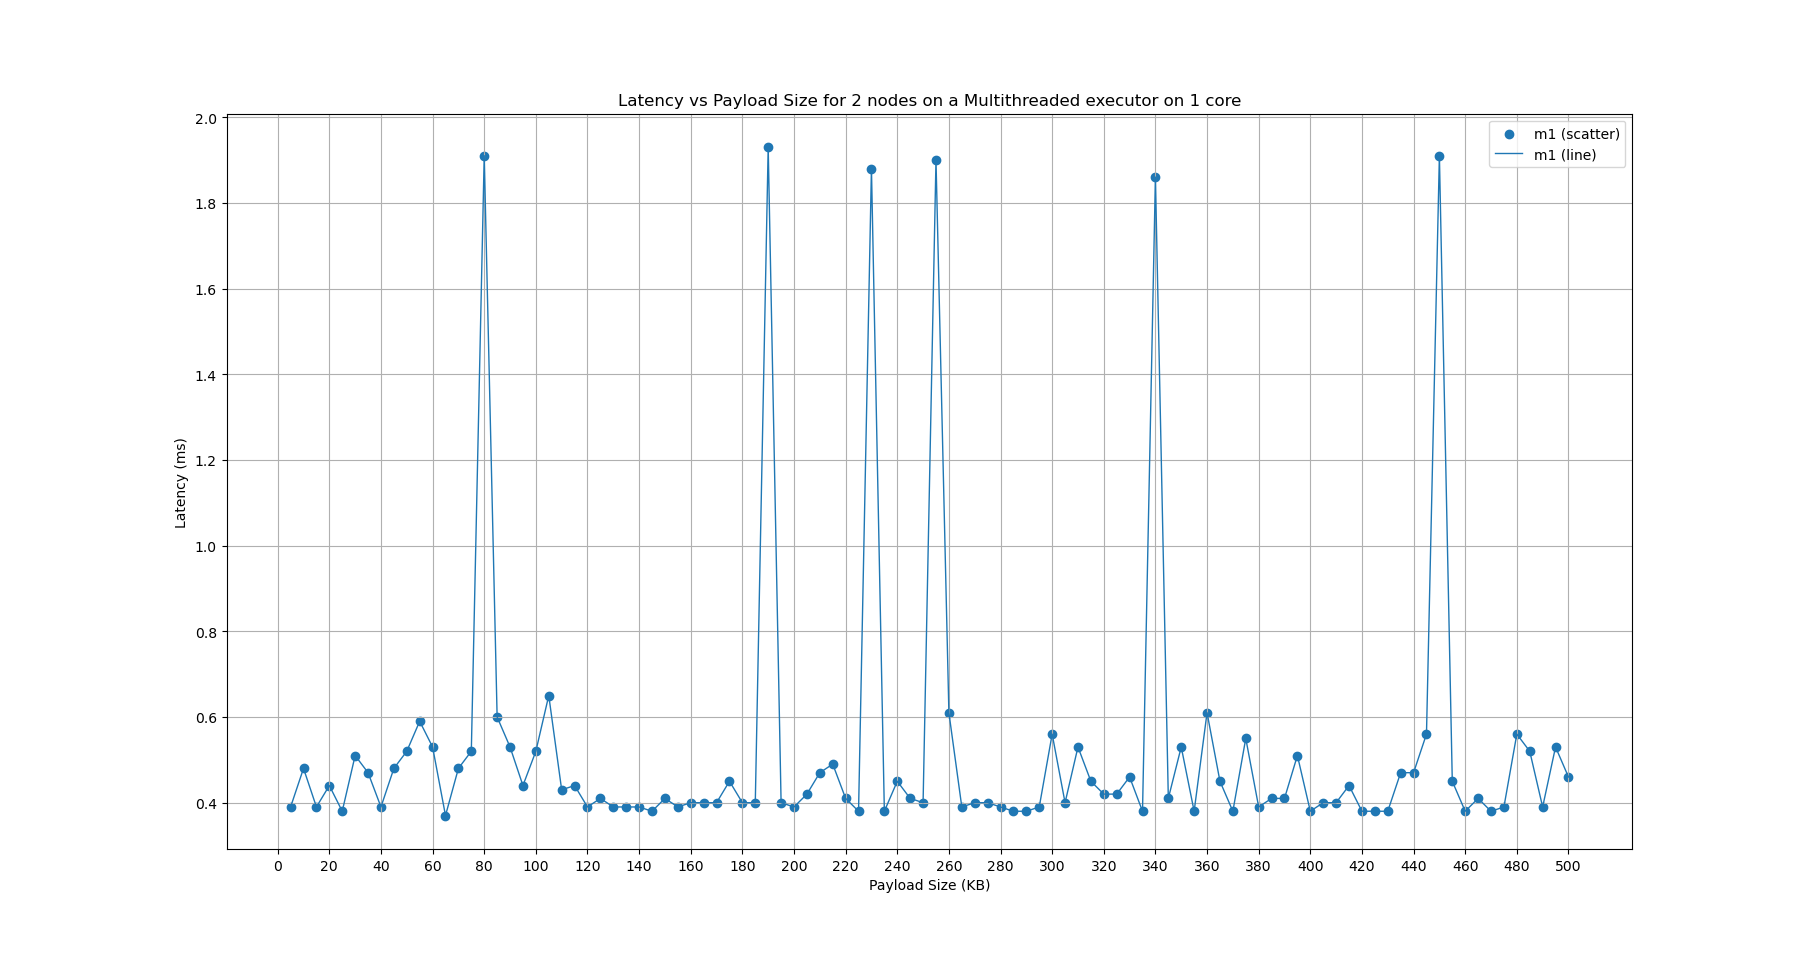 Latency vs Payload Size for 2 nodes on a Multithreaded executor on 1 core
m1 (scatter)
m1 (line)
Latency (ms)
2.0
1.8
1.6
1.4
1.2
1.0
0.8
0.6
0.4
0 20 40 60 80 100 120 140 160 180 200 220 240 260 280 300 320 340 360 380 400 420 440 460 480 500
Payload Size (KB)